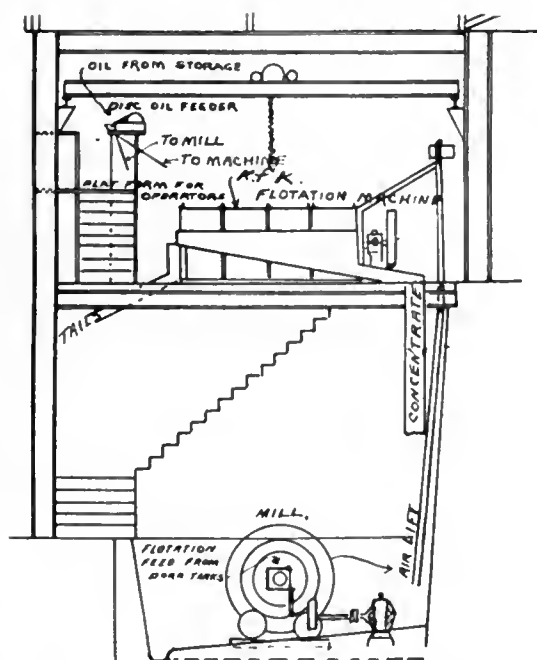 OIL FROM STORAGE
DISC OIL FEEDER
TO MILL
TO MACHINE
PLATFORM FOR
OPERATORS
K. & K.
FLOTATION MACHINE
TAILS
CONCENTRATE
MILL.
FLOTATION
FEED FROM
DORR TANKS
AIR LIFT